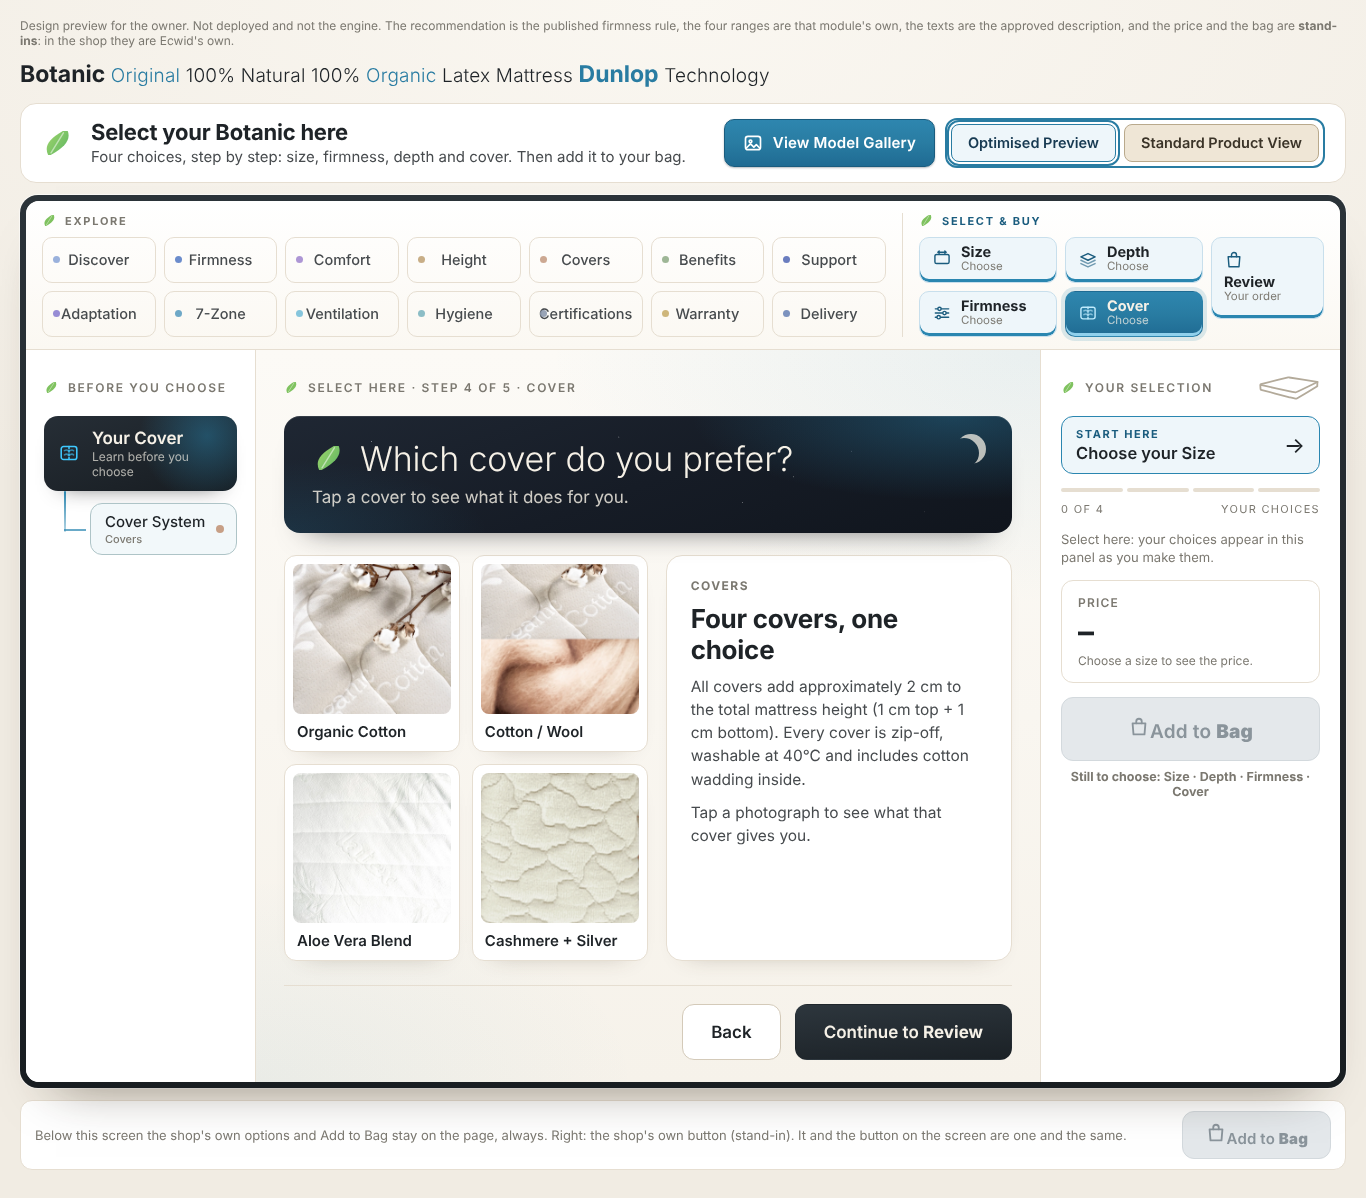 Design preview for the owner. Not deployed and not the engine. The recommendation is the published firmness rule, the four ranges are that module's own, the texts are the approved description, and the price and the bag are stand-
ins: in the shop they are Ecwid's own.
Botanic Original 100% Natural 100% Organic Latex Mattress Dunlop Technology
Select your Botanic here
Four choices, step by step: size, firmness, depth and cover. Then add it to your bag.
View Model Gallery
Optimised Preview
Standard Product View
EXPLORE
Discover
Firmness
Comfort
Height
Covers
Benefits
Support
Adaptation
7-Zone
Ventilation
Hygiene
Certifications
Warranty
Delivery
SELECT & BUY
Size
Choose
Depth
Choose
Firmness
Choose
Cover
Choose
Review
Your order
BEFORE YOU CHOOSE
Your Cover
Learn before you
choose
Cover System
Covers
SELECT HERE · STEP 4 OF 5 · COVER
Which cover do you prefer?
Tap a cover to see what it does for you.
Organic Cotton
Cotton / Wool
Aloe Vera Blend
Cashmere + Silver
COVERS
Four covers, one
choice
All covers add approximately 2 cm to
the total mattress height (1 cm top + 1
cm bottom). Every cover is zip-off,
washable at 40°C and includes cotton
wadding inside.
Tap a photograph to see what that
cover gives you.
Back
Continue to Review
YOUR SELECTION
START HERE
Choose your Size
0 OF 4
YOUR CHOICES
Select here: your choices appear in this
panel as you make them.
PRICE
–
Choose a size to see the price.
Add to Bag
Still to choose: Size · Depth · Firmness ·
Cover
Below this screen the shop's own options and Add to Bag stay on the page, always. Right: the shop's own button (stand-in). It and the button on the screen are one and the same.
Add to Bag